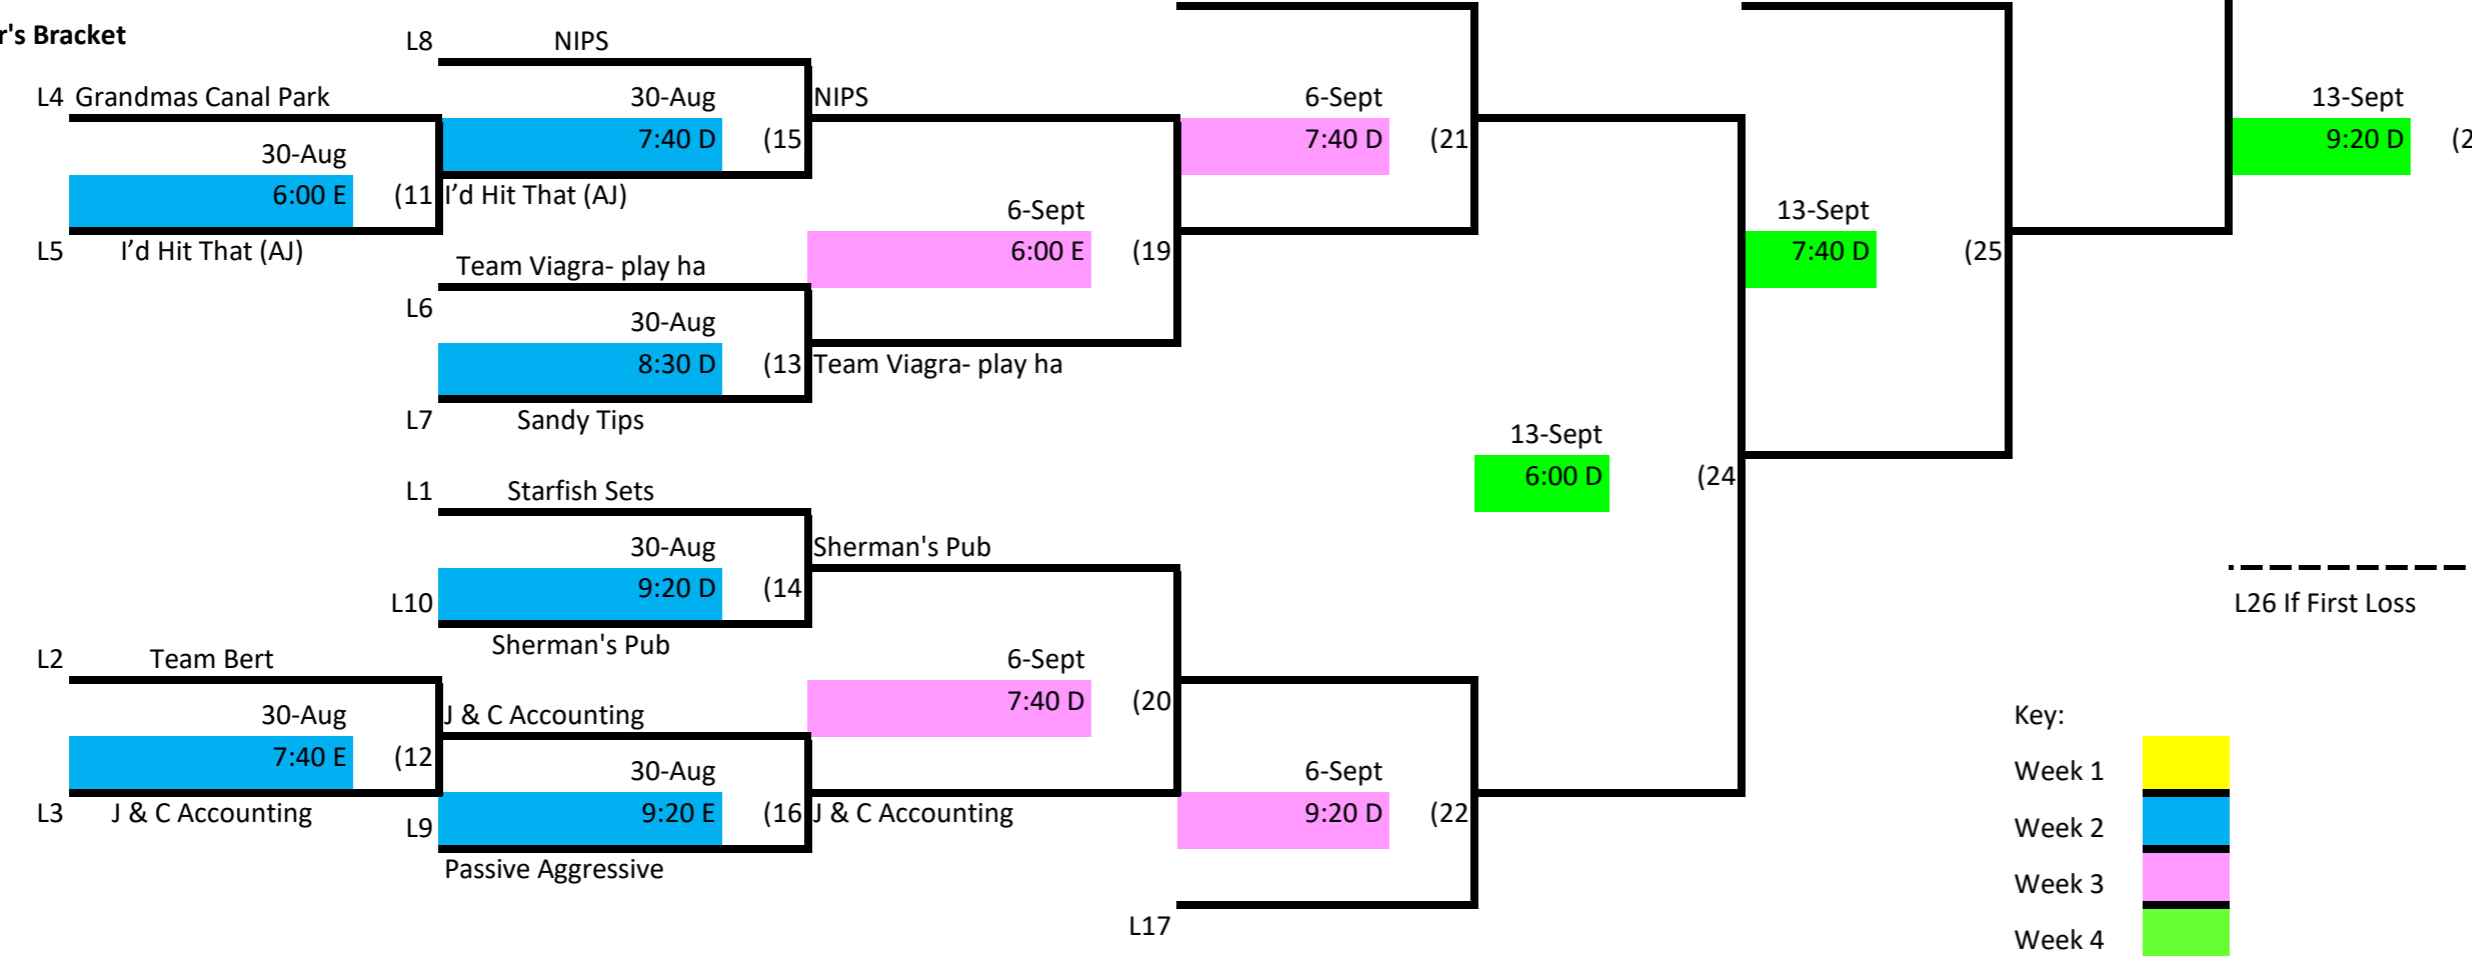 r's Bracket
L8 NIPS
L4 Grandmas Canal Park
30-Aug
NIPS
6-Sept
13-Sept
7:40 D (15
7:40 D (21
9:20 D (2
30-Aug
6:00 E (11
I’d Hit That (AJ)
6-Sept
13-Sept
L5 I’d Hit That (AJ)
6:00 E (19
7:40 D (25
Team Viagra- play ha
L6
30-Aug
8:30 D (13
Team Viagra- play ha
L7 Sandy Tips
13-Sept
6:00 D (24
L1 Starfish Sets
30-Aug
Sherman's Pub
9:20 D (14
L10
L26 If First Loss
Sherman's Pub
L2 Team Bert
6-Sept
7:40 D (20
30-Aug
J & C Accounting
Key:
7:40 E (12
30-Aug
6-Sept
Week 1
L3 J & C Accounting
L9
9:20 E (16
J & C Accounting
9:20 D (22
Week 2
Passive Aggressive
Week 3
L17
Week 4